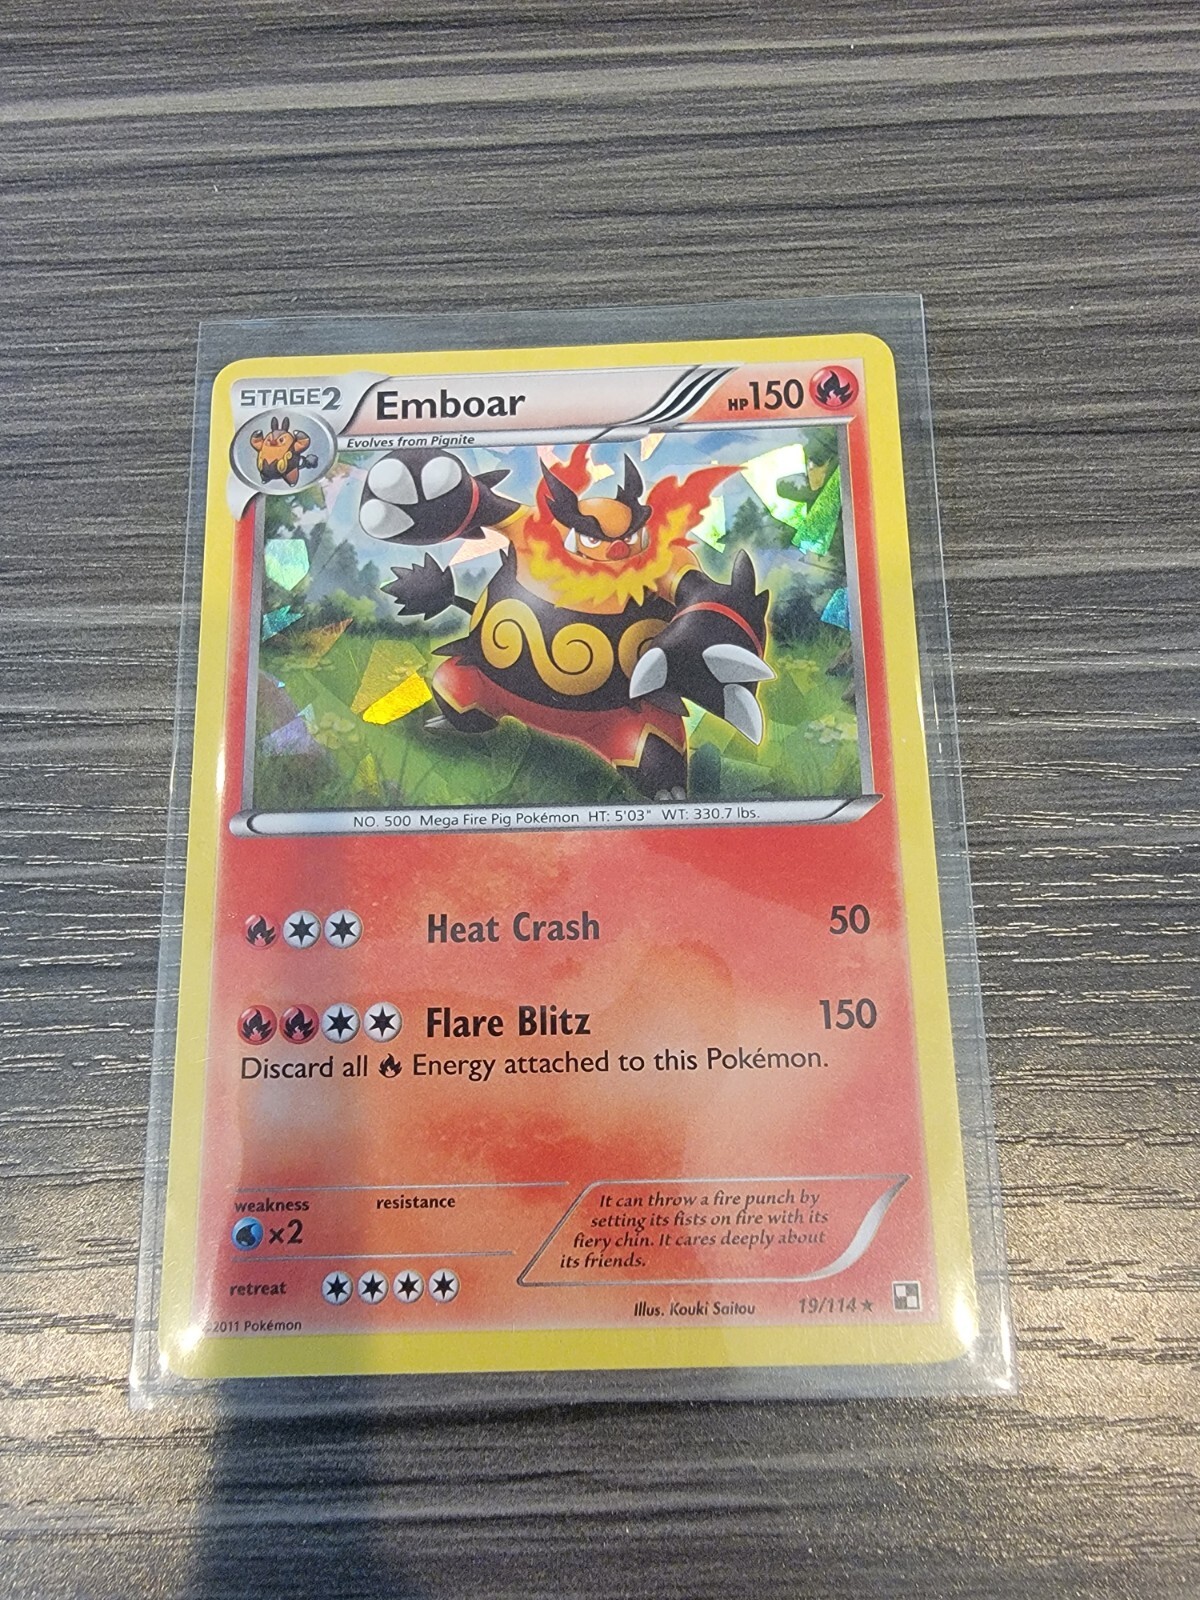 STAGE2
Emboar
HP150
Evolves from Pignite
NO. 500 Mega Fire Pig Pokémon HT: 5'03" WT: 330.7 lbs.
Heat Crash 50
Flare Blitz 150
Discard all Energy attached to this Pokémon.
weakness
resistance
×2
It can throw a fire punch by
setting its fists on fire with its
fiery chin. It cares deeply about
its friends.
retreat
Illus. Kouki Saitou
19/114
©2011 Pokémon